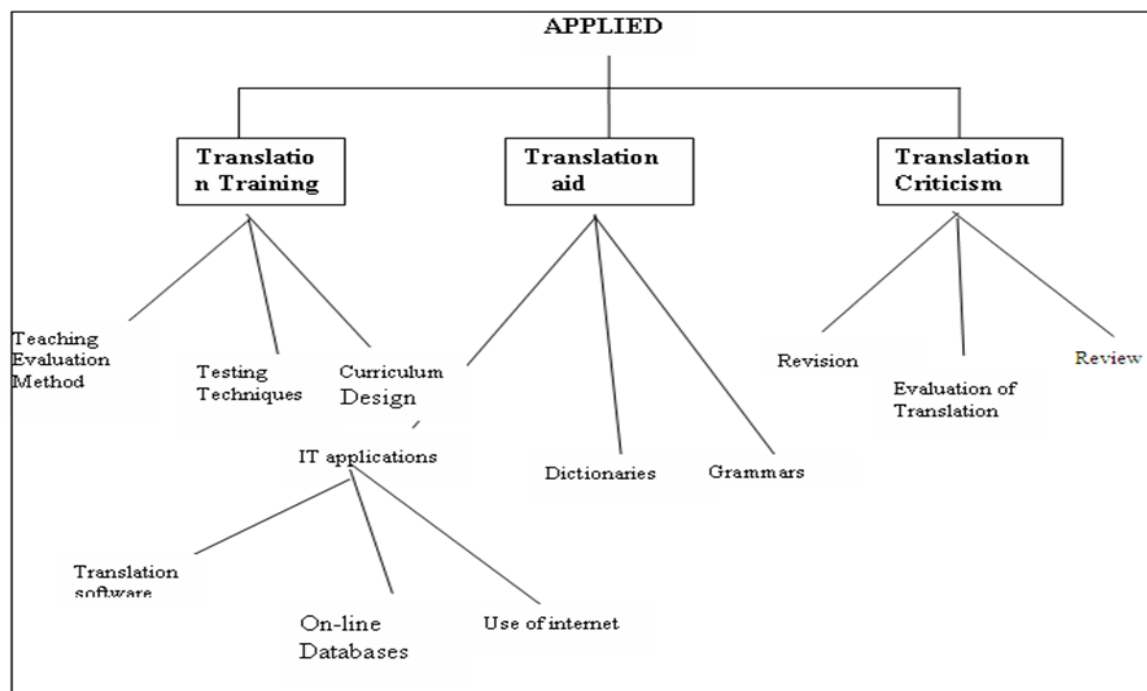 APPLIED
Translatio
n Training
Translation
aid
Translation
Criticism
Teaching
Evaluation
Method
Testing
Techniques
Curriculum
Design
IT applications
Translation
software
On-line
Databases
Use of internet
Dictionaries
Grammars
Revision
Evaluation of
Translation
Review